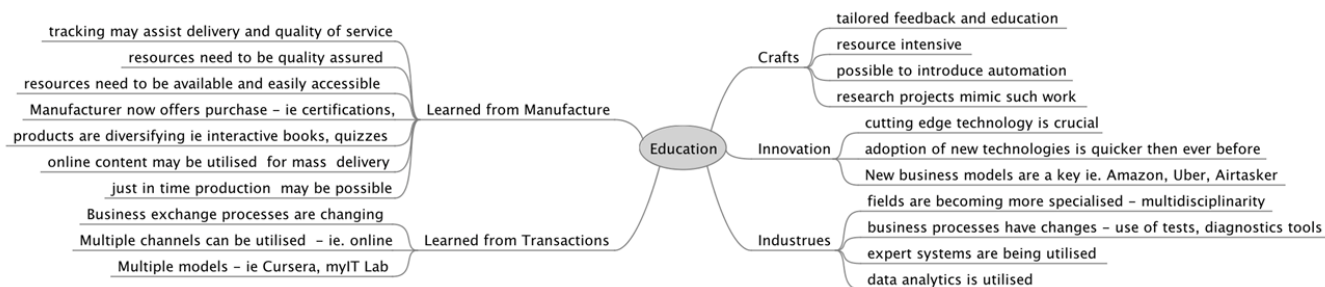 tracking may assist delivery and quality of service
resources need to be quality assured
resources need to be available and easily accessible
Manufacturer now offers purchase - ie certifications,
products are diversifying ie interactive books, quizzes
online content may be utilised for mass delivery
just in time production may be possible
Learned from Manufacture
Business exchange processes are changing
Multiple channels can be utilised - ie. online
Multiple models - ie Cursera, myIT Lab
Learned from Transactions
Education
Crafts
tailored feedback and education
resource intensive
possible to introduce automation
research projects mimic such work
Innovation
cutting edge technology is crucial
adoption of new technologies is quicker then ever before
New business models are a key ie. Amazon, Uber, Airtasker
Industrues
fields are becoming more specialised - multidisciplinarity
business processes have changes - use of tests, diagnostics tools
expert systems are being utilised
data analytics is utilised